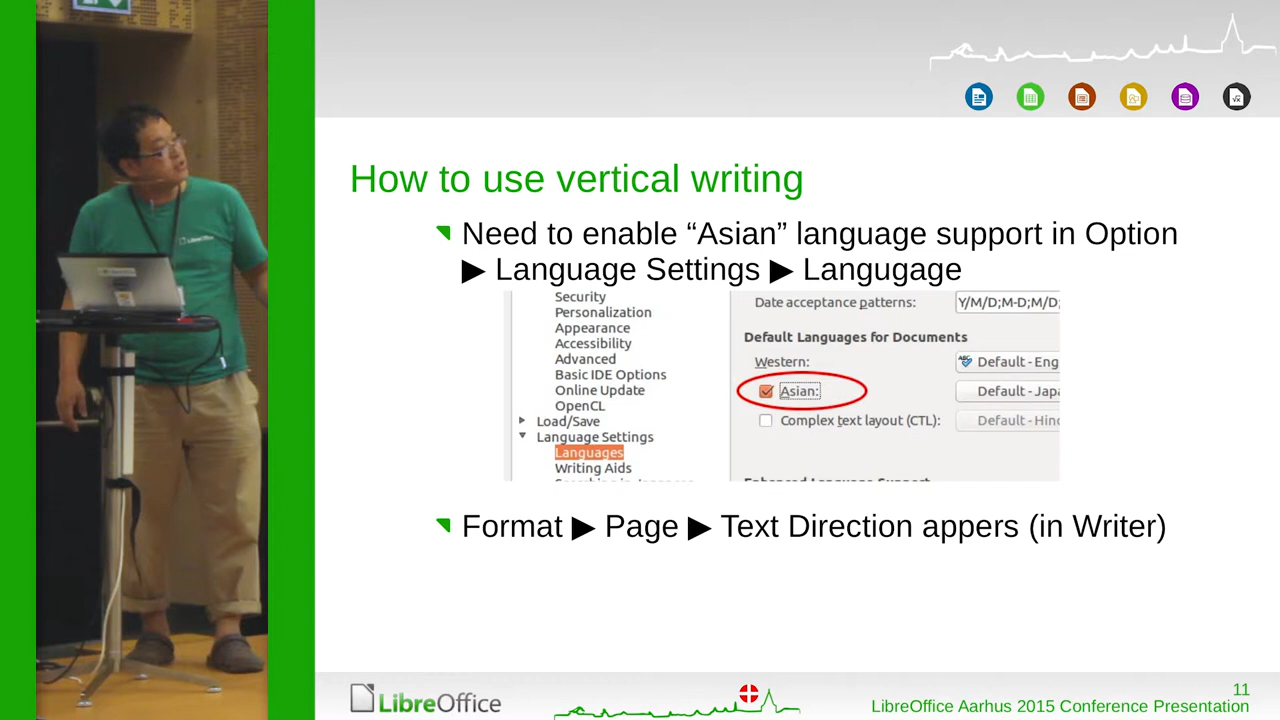 How to use vertical writing
Need to enable “Asian” language support in Option
▶ Language Settings ▶ Langugage
Security
Personalization
Appearance
Accessibility
Advanced
Basic IDE Options
Online Update
OpenCL
Load/Save
Language Settings
Languages
Writing Aids
Date acceptance patterns: Y/M/D;M-D;M/D;
Default Languages for Documents
Western: Default - Eng
Asian: Default - Japa
Complex text layout (CTL): Default - Hind
Format ▶ Page ▶ Text Direction appers (in Writer)
LibreOffice
LibreOffice
11
LibreOffice Aarhus 2015 Conference Presentation